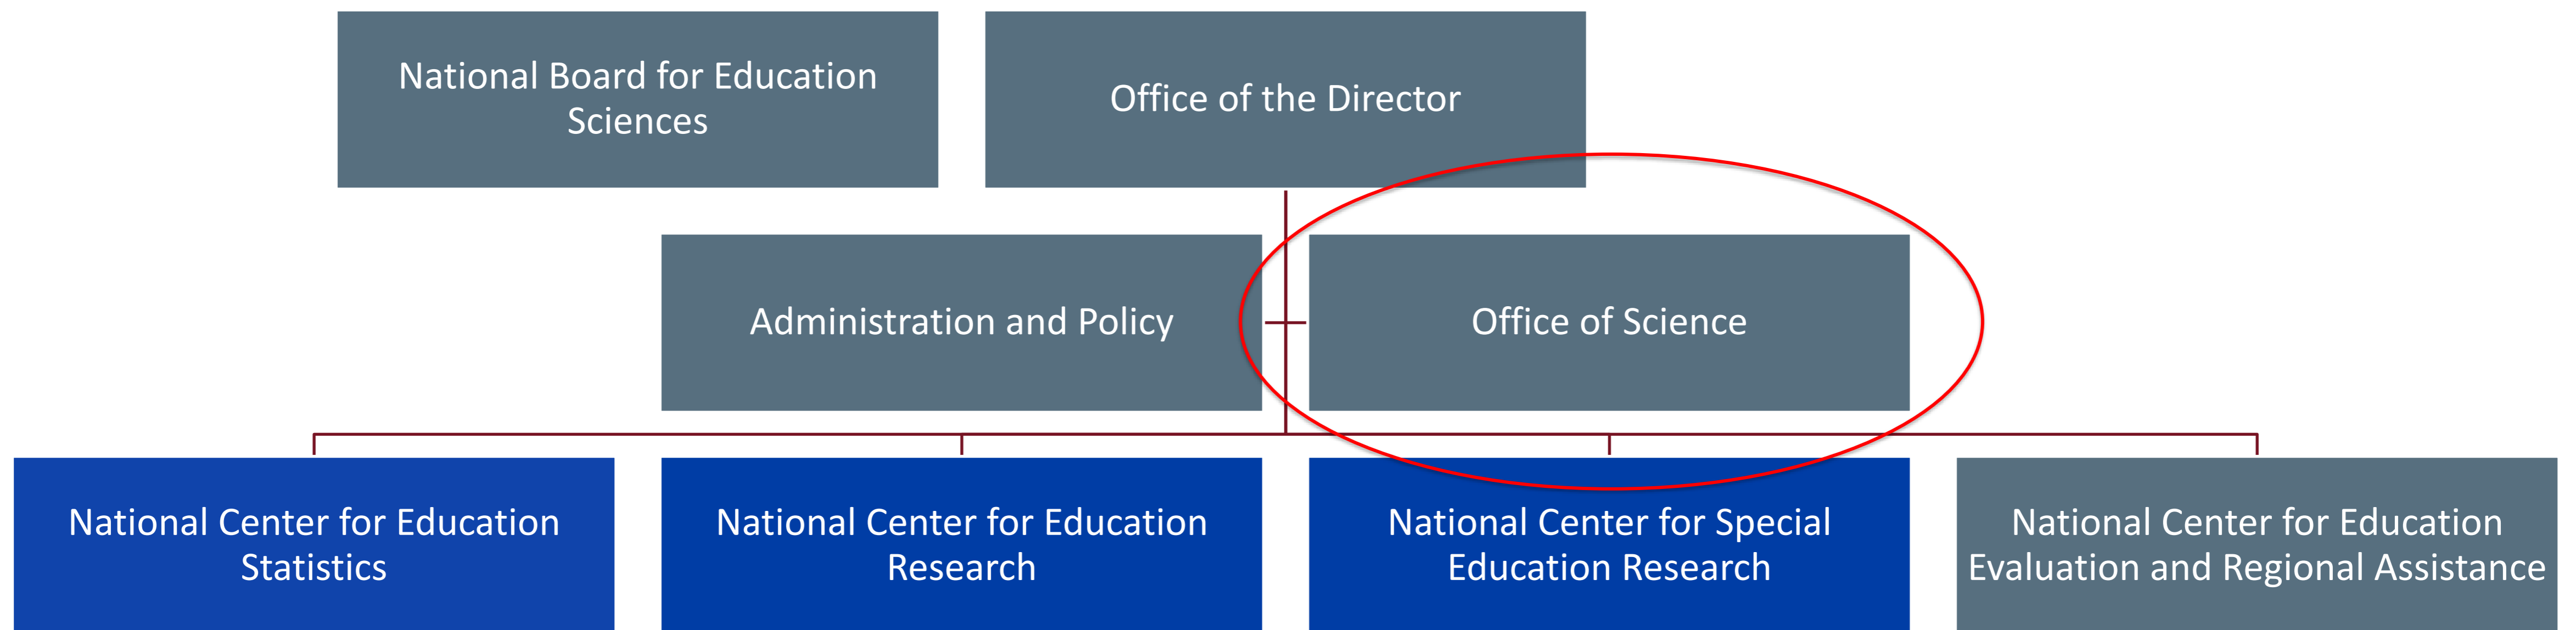 National Board for Education
Sciences
Office of the Director
Administration and Policy
Office of Science
National Center for Education
Statistics
National Center for Education
Research
National Center for Special
Education Research
National Center for Education
Evaluation and Regional Assistance